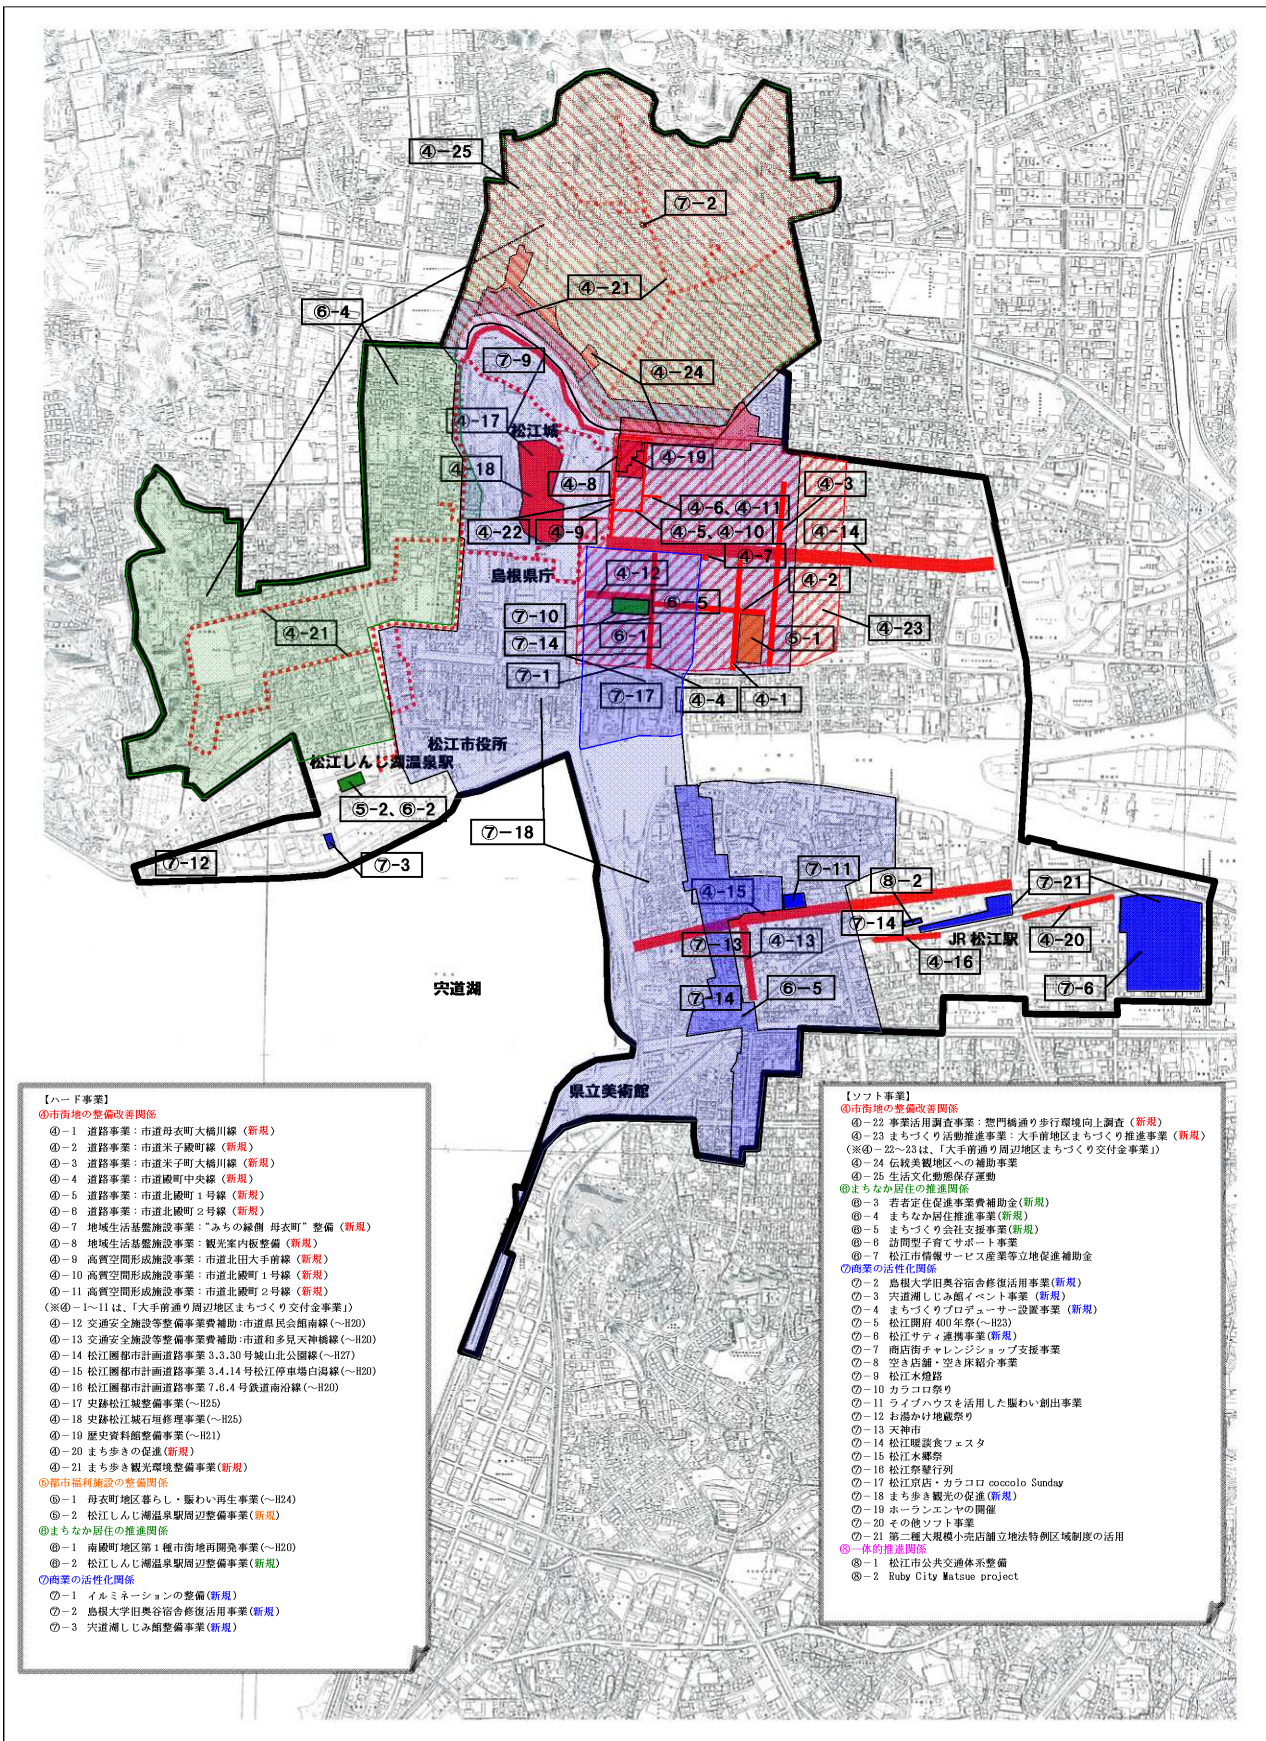 ④－25
⑦－2
④－21
⑥-4
⑦-9
④－24
④-17
松江城
④-18
④-8
④-19
④-3
④-6、④-11
④-22
④-9
④-5、④-10
④-14
島根県庁
④-7
④-12
④-2
⑥－5
⑦-10
⑥-1
⑤-1
④-23
④-21
⑦-14
⑦-1
⑦-17
④-4
④-1
松江市役所
松江しんじ湖温泉駅
⑤-2、⑥-2
⑦－18
⑦-12
⑦-3
⑦-11
⑧－2
⑦-21
④-15
⑦-14
⑦-13
④-13
JR 松江駅
④-20
④-16
⑦-14
⑥－5
⑦-6
宍道湖
県立美術館
【ハード事業】
④市街地の整備改善関係
④－1 道路事業：市道母衣町大橋川線（新規）
④－2 道路事業：市道米子殿町線（新規）
④－3 道路事業：市道米子町大橋川線（新規）
④－4 道路事業：市道殿町中央線（新規）
④－5 道路事業：市道北殿町１号線（新規）
④－6 道路事業：市道北殿町２号線（新規）
④－7 地域生活基盤施設事業：”みちの縁側 母衣町”整備（新規）
④－8 地域生活基盤施設事業：観光案内板整備（新規）
④－9 高質空間形成施設事業：市道北田大手前線（新規）
④－10 高質空間形成施設事業：市道北殿町１号線（新規）
④－11 高質空間形成施設事業：市道北殿町２号線（新規）
（※④－1～11は、「大手前通り周辺地区まちづくり交付金事業」）
④－12 交通安全施設等整備事業費補助：市道県民会館南線(～H20)
④－13 交通安全施設等整備事業費補助：市道和多見天神橋線(～H20)
④－14 松江圏都市計画道路事業 3.3.30号城山北公園線(～H27)
④－15 松江圏都市計画道路事業 3.4.14号松江停車場白潟線(～H20)
④－16 松江圏都市計画道路事業 7.6.4号鉄道南沿線(～H20)
④－17 史跡松江城整備事業(～H25)
④－18 史跡松江城石垣修理事業(～H25)
④－19 歴史資料館整備事業(～H21)
④－20 まち歩きの促進(新規)
④－21 まち歩き観光環境整備事業(新規)
⑤都市福利施設の整備関係
⑤－1 母衣町地区暮らし・賑わい再生事業(～H24)
⑤－2 松江しんじ湖温泉駅周辺整備事業(新規)
⑥まちなか居住の推進関係
⑥－1 南殿町地区第１種市街地再開発事業(～H20)
⑥－2 松江しんじ湖温泉駅周辺整備事業(新規)
⑦商業の活性化関係
⑦－1 イルミネーションの整備(新規)
⑦－2 島根大学旧奥谷宿舎修復活用事業(新規)
⑦－3 宍道湖しじみ館整備事業(新規)
【ソフト事業】
④市街地の整備改善関係
④－22 事業活用調査事業：惣門橋通り歩行環境向上調査（新規）
④－23 まちづくり活動推進事業：大手前地区まちづくり推進事業（新規）
（※④－22～23は、「大手前通り周辺地区まちづくり交付金事業」）
④－24 伝統美観地区への補助事業
④－25 生活文化動態保存運動
⑥まちなか居住の推進関係
⑥－3 若者定住促進事業費補助金(新規)
⑥－4 まちなか居住推進事業(新規)
⑥－5 まちづくり会社支援事業(新規)
⑥－6 訪問型子育てサポート事業
⑥－7 松江市情報サービス産業等立地促進補助金
⑦商業の活性化関係
⑦－2 島根大学旧奥谷宿舎修復活用事業(新規)
⑦－3 宍道湖しじみ館イベント事業（新規）
⑦－4 まちづくりプロデューサー設置事業（新規）
⑦－5 松江開府400年祭(～H23)
⑦－6 松江サティ連携事業(新規)
⑦－7 商店街チャレンジショップ支援事業
⑦－8 空き店舗・空き床紹介事業
⑦－9 松江水燈路
⑦－10 カラコロ祭り
⑦－11 ライブハウスを活用した賑わい創出事業
⑦－12 お湯かけ地蔵祭り
⑦－13 天神市
⑦－14 松江暖談食フェスタ
⑦－15 松江水郷祭
⑦－16 松江祭鼕行列
⑦－17 松江京店・カラコロ coccolo Sunday
⑦－18 まち歩き観光の促進(新規)
⑦－19 ホーランエンヤの開催
⑦－20 その他ソフト事業
⑦－21 第二種大規模小売店舗立地法特例区域制度の活用
⑧一体的推進関係
⑧－1 松江市公共交通体系整備
⑧－2 Ruby City Matsue project